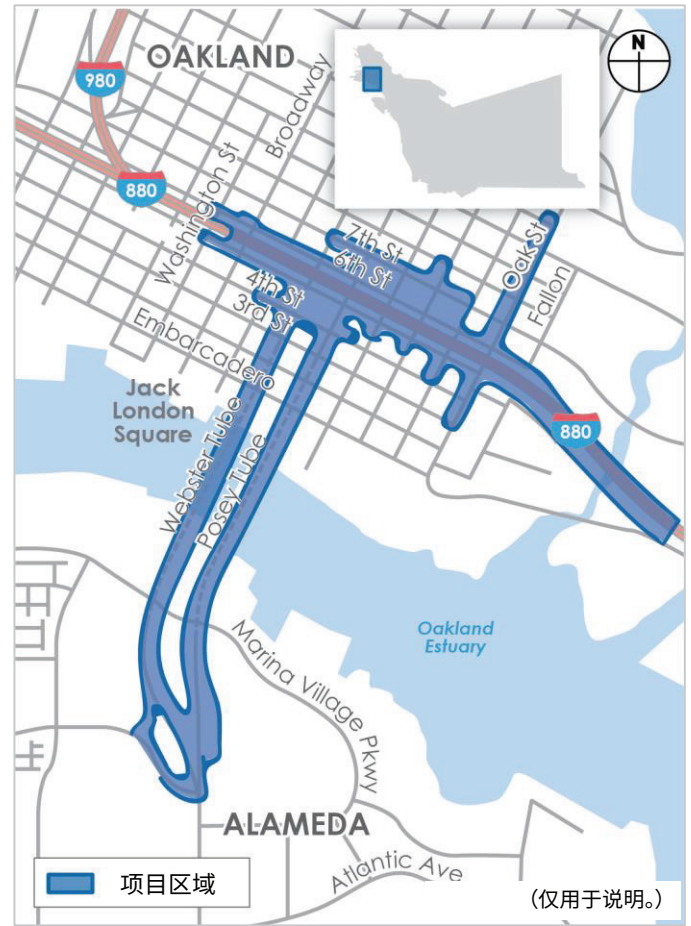 OAKLAND
N
980
Broadway
880
Washington St
7th St
6th St
Oak St
Fallon
4th St
3rd St
Embarcadero
880
Jack
London
Square
Webster Tube
Posey Tube
Oakland
Estuary
Marina Village Pkwy
ALAMEDA
Atlantic Ave
项目区域
（仅用于说明。）